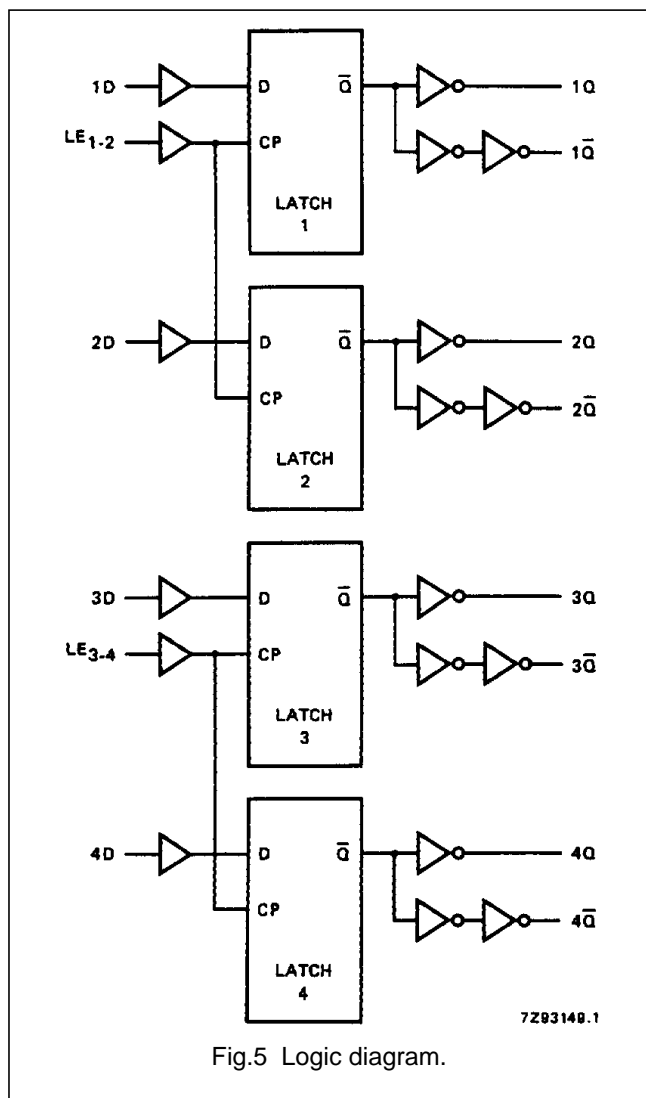 1D
D
Q̅
1Q
LE1-2
CP
1Q̅
LATCH
1
2D
D
Q̅
2Q
CP
2Q̅
LATCH
2
3D
D
Q̅
3Q
LE3-4
CP
3Q̅
LATCH
3
4D
D
Q̅
4Q
CP
4Q̅
LATCH
4
7Z93149.1
Fig.5 Logic diagram.